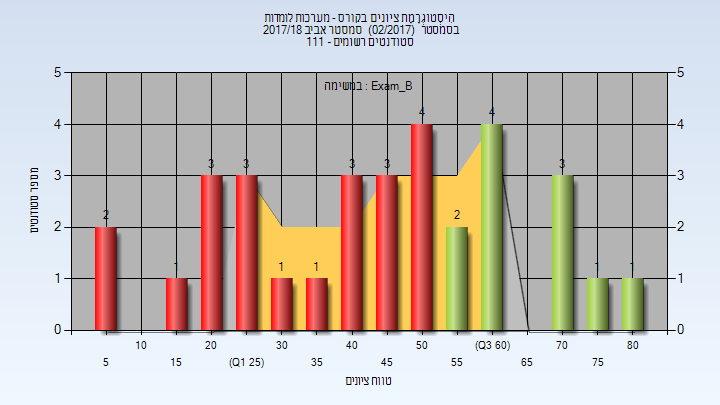 היסטוגרמת ציונים בקורס - מערכות לומדות
בסמסטר (02/2017) סמסטר אביב 2017/18
סטודנטים רשומים - 111
במשימה : Exam_B
מספר סטודנטים
5 5
4 4
3 3
2 2
1 1
0 0
2 1 3 3 1 1 3 3 4 2 4 3 1 1
10 20 30 40 50 (Q3 60) 70 80
5 15 (Q1 25) 35 45 55 65 75
טווח ציונים